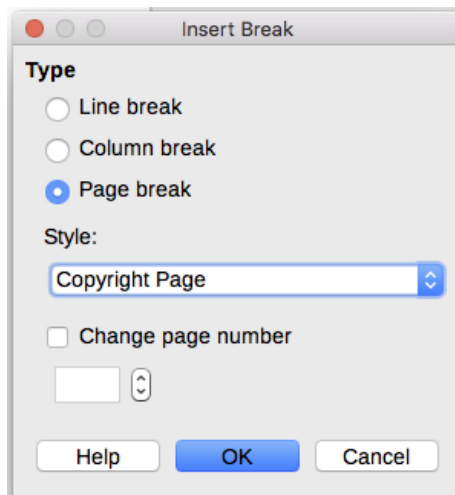 Insert Break
Type
Line break
Column break
Page break
Style:
Copyright Page
Change page number
Help OK Cancel